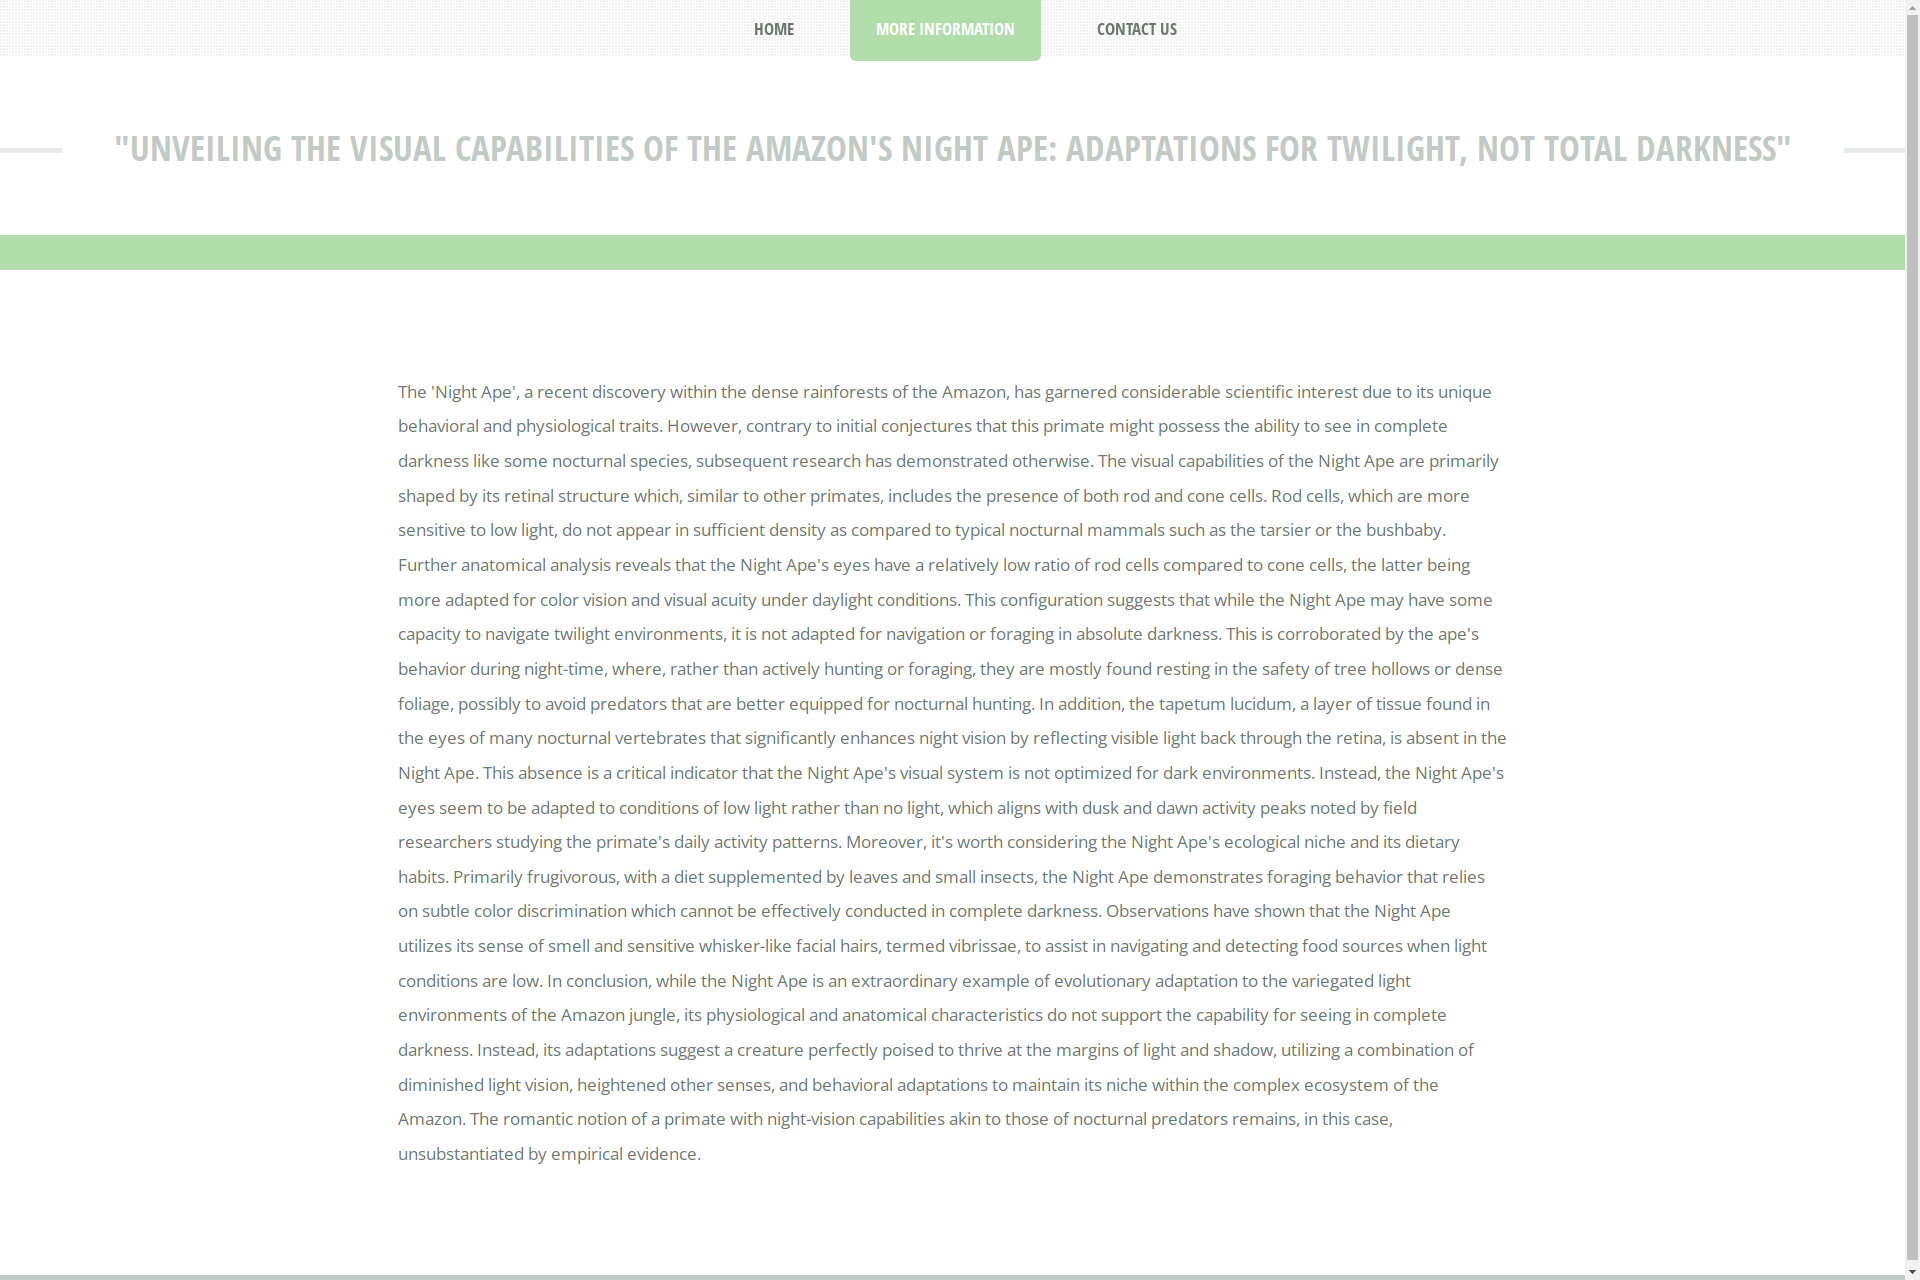 HOME
MORE INFORMATION
CONTACT US
"UNVEILING THE VISUAL CAPABILITIES OF THE AMAZON'S NIGHT APE: ADAPTATIONS FOR TWILIGHT, NOT TOTAL DARKNESS"
The 'Night Ape', a recent discovery within the dense rainforests of the Amazon, has garnered considerable scientific interest due to its unique
behavioral and physiological traits. However, contrary to initial conjectures that this primate might possess the ability to see in complete
darkness like some nocturnal species, subsequent research has demonstrated otherwise. The visual capabilities of the Night Ape are primarily
shaped by its retinal structure which, similar to other primates, includes the presence of both rod and cone cells. Rod cells, which are more
sensitive to low light, do not appear in sufficient density as compared to typical nocturnal mammals such as the tarsier or the bushbaby.
Further anatomical analysis reveals that the Night Ape's eyes have a relatively low ratio of rod cells compared to cone cells, the latter being
more adapted for color vision and visual acuity under daylight conditions. This configuration suggests that while the Night Ape may have some
capacity to navigate twilight environments, it is not adapted for navigation or foraging in absolute darkness. This is corroborated by the ape's
behavior during night-time, where, rather than actively hunting or foraging, they are mostly found resting in the safety of tree hollows or dense
foliage, possibly to avoid predators that are better equipped for nocturnal hunting. In addition, the tapetum lucidum, a layer of tissue found in
the eyes of many nocturnal vertebrates that significantly enhances night vision by reflecting visible light back through the retina, is absent in the
Night Ape. This absence is a critical indicator that the Night Ape's visual system is not optimized for dark environments. Instead, the Night Ape's
eyes seem to be adapted to conditions of low light rather than no light, which aligns with dusk and dawn activity peaks noted by field
researchers studying the primate's daily activity patterns. Moreover, it's worth considering the Night Ape's ecological niche and its dietary
habits. Primarily frugivorous, with a diet supplemented by leaves and small insects, the Night Ape demonstrates foraging behavior that relies
on subtle color discrimination which cannot be effectively conducted in complete darkness. Observations have shown that the Night Ape
utilizes its sense of smell and sensitive whisker-like facial hairs, termed vibrissae, to assist in navigating and detecting food sources when light
conditions are low. In conclusion, while the Night Ape is an extraordinary example of evolutionary adaptation to the variegated light
environments of the Amazon jungle, its physiological and anatomical characteristics do not support the capability for seeing in complete
darkness. Instead, its adaptations suggest a creature perfectly poised to thrive at the margins of light and shadow, utilizing a combination of
diminished light vision, heightened other senses, and behavioral adaptations to maintain its niche within the complex ecosystem of the
Amazon. The romantic notion of a primate with night-vision capabilities akin to those of nocturnal predators remains, in this case,
unsubstantiated by empirical evidence.